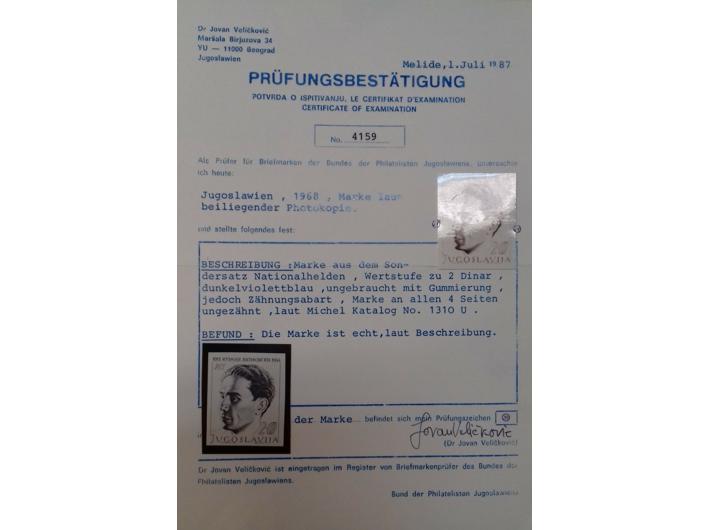 Dr Jovan Veličković
Maršala Birjuzova 34
YU — 11000 Beograd
Jugoslawien
Melide,1.Juli 1987
PRÜFUNGSBESTÄTIGUNG
POTVRDA O ISPITIVANJU, LE CERTIFIKAT D'EXAMINATION
CERTIFICATE OF EXAMINATION
No. 4159
Als Prüfer für Briefmarken der Bundes der Philatelisten Jugoslawiens, untersuchte
ich heute:
Jugoslawien , 1968 , Marke laut
beiliegender Photokopie.
und stellte folgendes fest:
20
JUGOSLAVIJA
BESCHREIBUNG :Marke aus dem Son-
dersatz Nationalhelden , Wertstufe zu 2 Dinar ,
dunkelviolettblau ,ungebraucht mit Gummierung ,
jedoch Zähnungsabart , Marke an allen 4 Seiten
ungezähnt ,laut Michel Katalog No. 1310 U .
BEFUND : Die Marke ist echt,laut Beschreibung.
20
JUGOSLAVIJA
der Marke befindet sich mein Prüfungszeichen
Jovan Veličković
(Dr Jovan Veličković)
Dr Jovan Veličković ist eingetragen im Register von Briefmarkenprüfer des Bundes der
Philatelisten Jugoslawiens.
Bund der Philatelisten Jugoslawiens